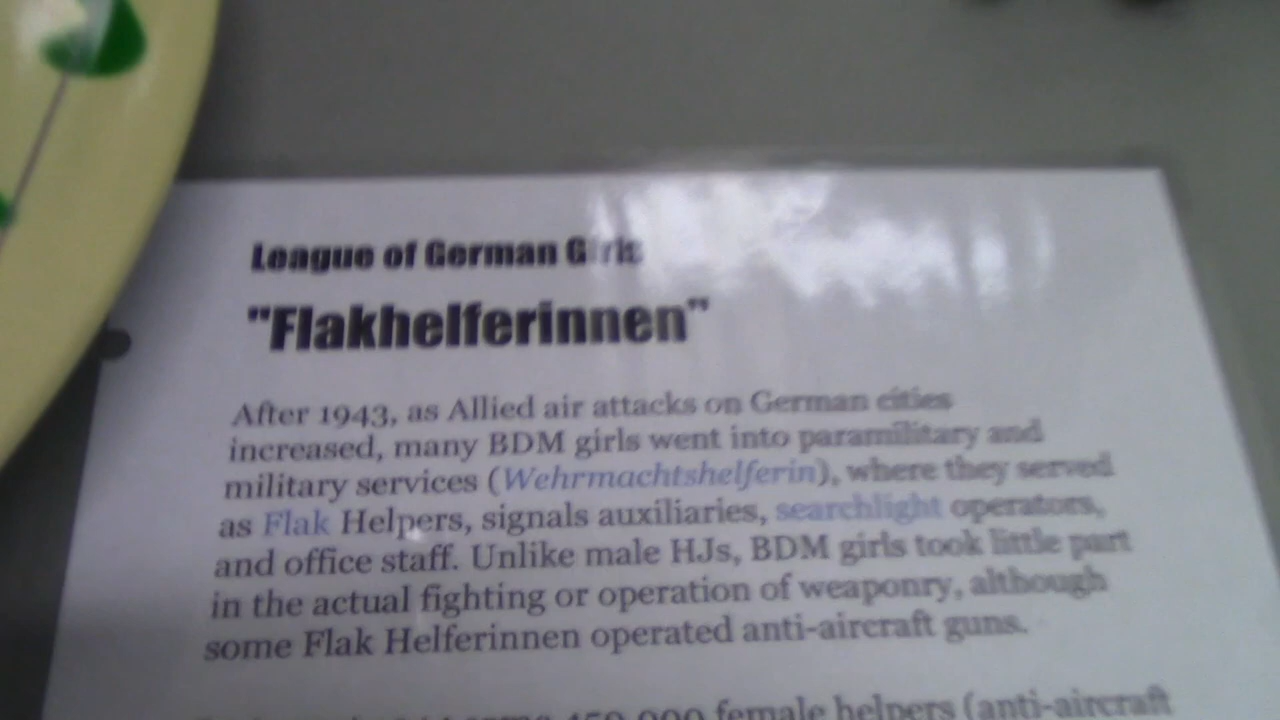 League of German Girls
"Flakhelferinnen"
After 1943, as Allied air attacks on German cities
increased, many BDM girls went into paramilitary and
military services (Wehrmachtshelferin), where they served
as Flak Helpers, signals auxiliaries, searchlight operators,
and office staff. Unlike male HJs, BDM girls took little part
in the actual fighting or operation of weaponry, although
some Flak Helferinnen operated anti-aircraft guns.
450,000 female helpers (anti-aircraft